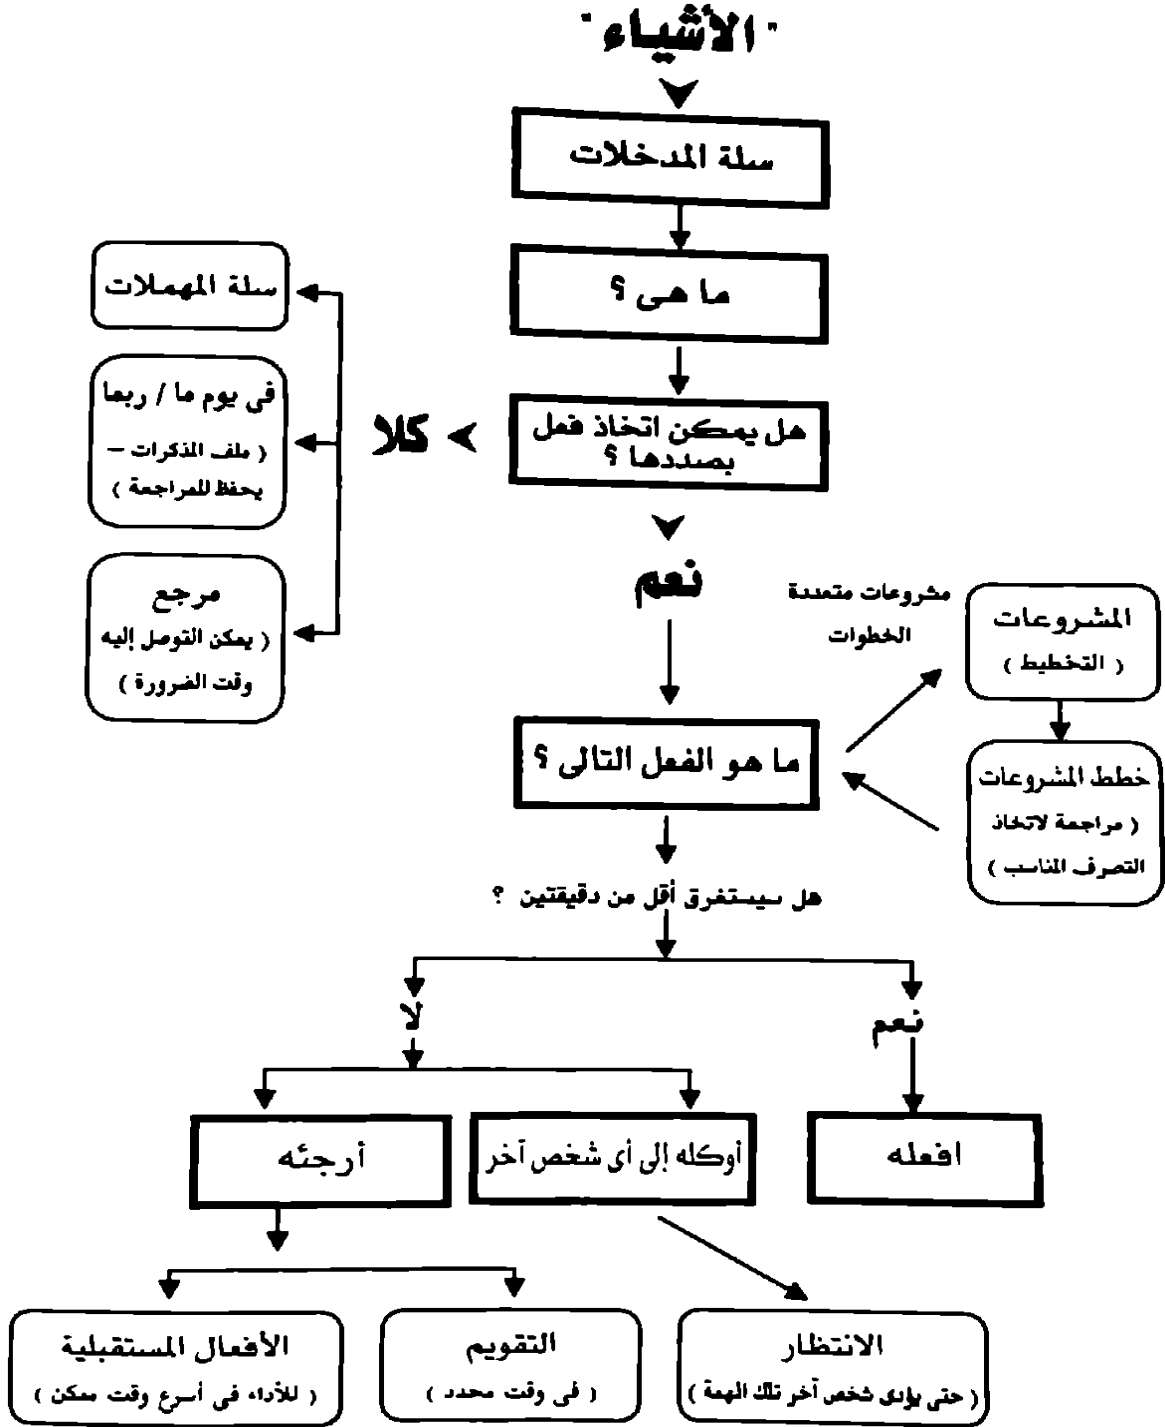 "الأشياء"
سلة المدخلات
ما هى ؟
هل يمكن اتخاذ فعل
بصددها ؟
كلا
سلة المهملات
فى يوم ما / ربما
( ملف المذكرات –
يحفظ للمراجعة )
مرجع
( يمكن التوصل إليه
وقت الضرورة )
نعم
مشروعات متعددة
الخطوات
المشروعات
( التخطيط )
خطط المشروعات
( مراجعة لاتخاذ
التصرف المناسب )
ما هو الفعل التالى ؟
هل سيستغرق أقل من دقيقتين ؟
نعم
لا
افعله
أوكله إلى أى شخص آخر
أرجئه
الانتظار
( حتى يؤدى شخص آخر تلك المهمة )
التقويم
( فى وقت محدد )
الأفعال المستقبلية
( للأداء فى أسرع وقت ممكن )